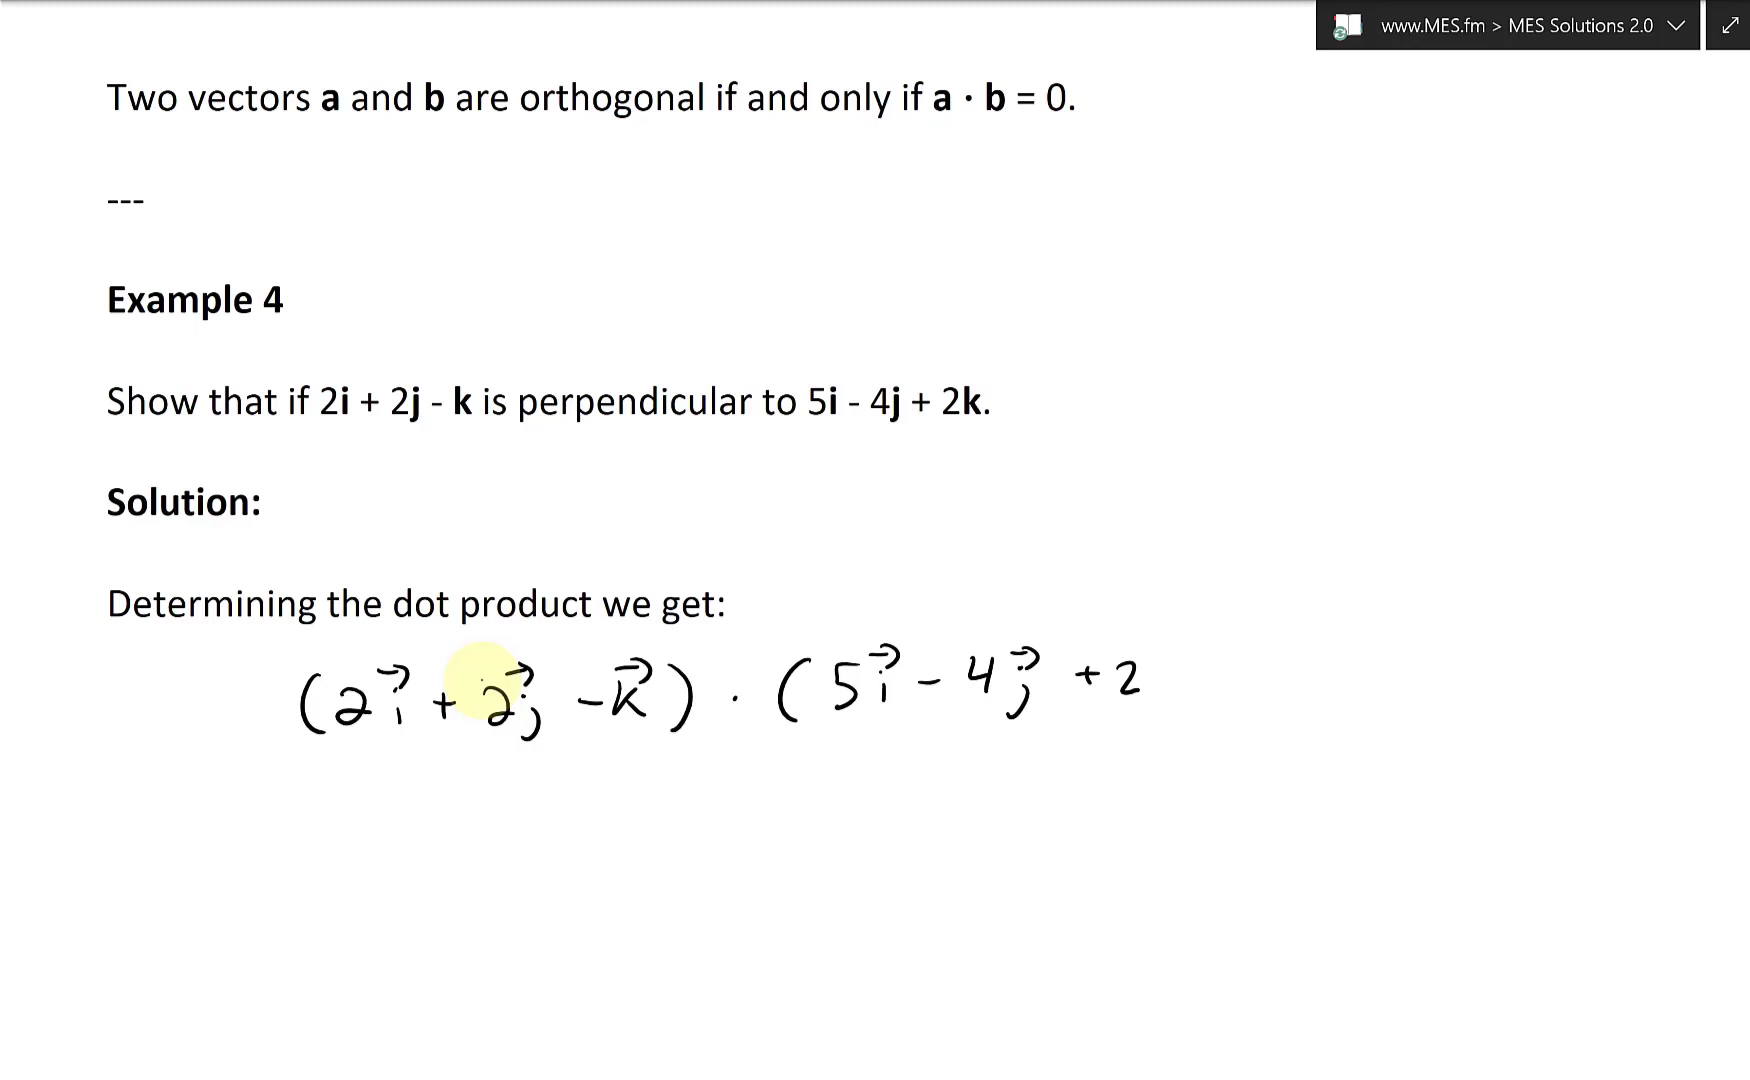 www.MES.fm > MES Solutions 2.0
Two vectors a and b are orthogonal if and only if a · b = 0.
---
Example 4
Show that if 2i + 2j - k is perpendicular to 5i - 4j + 2k.
Solution:
Determining the dot product we get:
(2i⃗ + 2j⃗ - k⃗) · (5i⃗ - 4j⃗ + 2